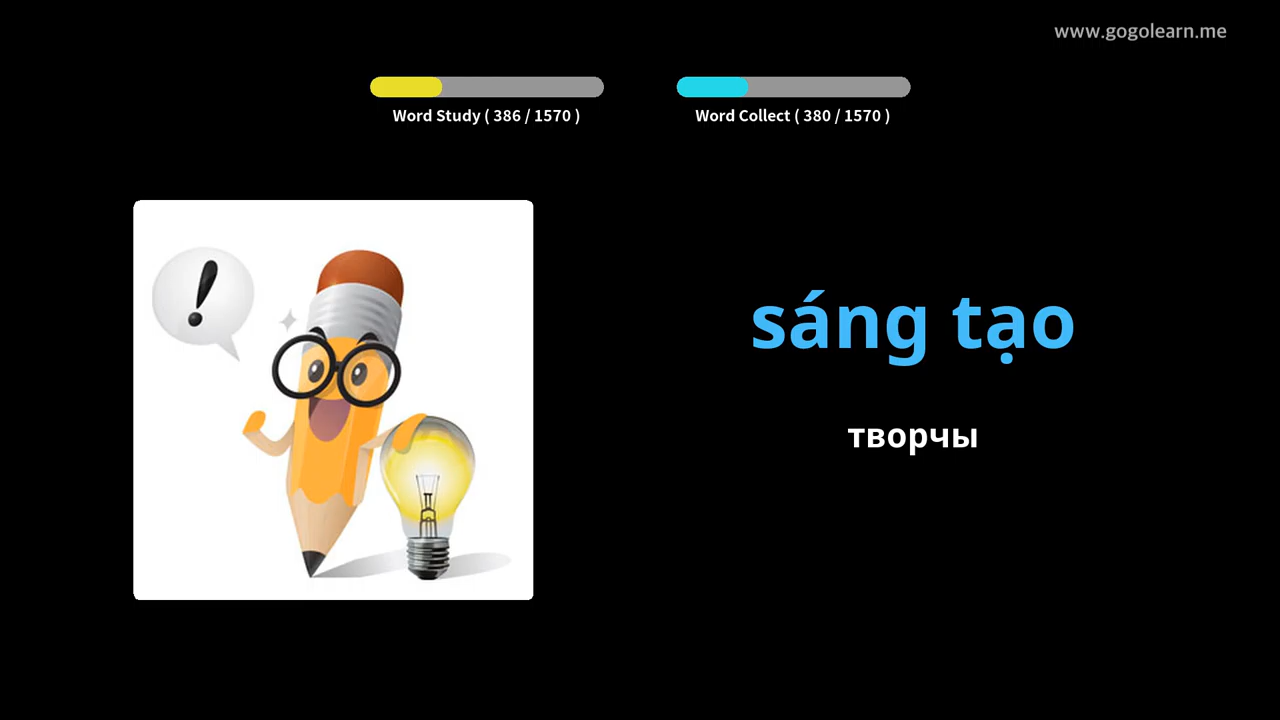 www.gogolearn.me
Word Study ( 386 / 1570 )
Word Collect ( 380 / 1570 )
!
sáng tạo
творчы